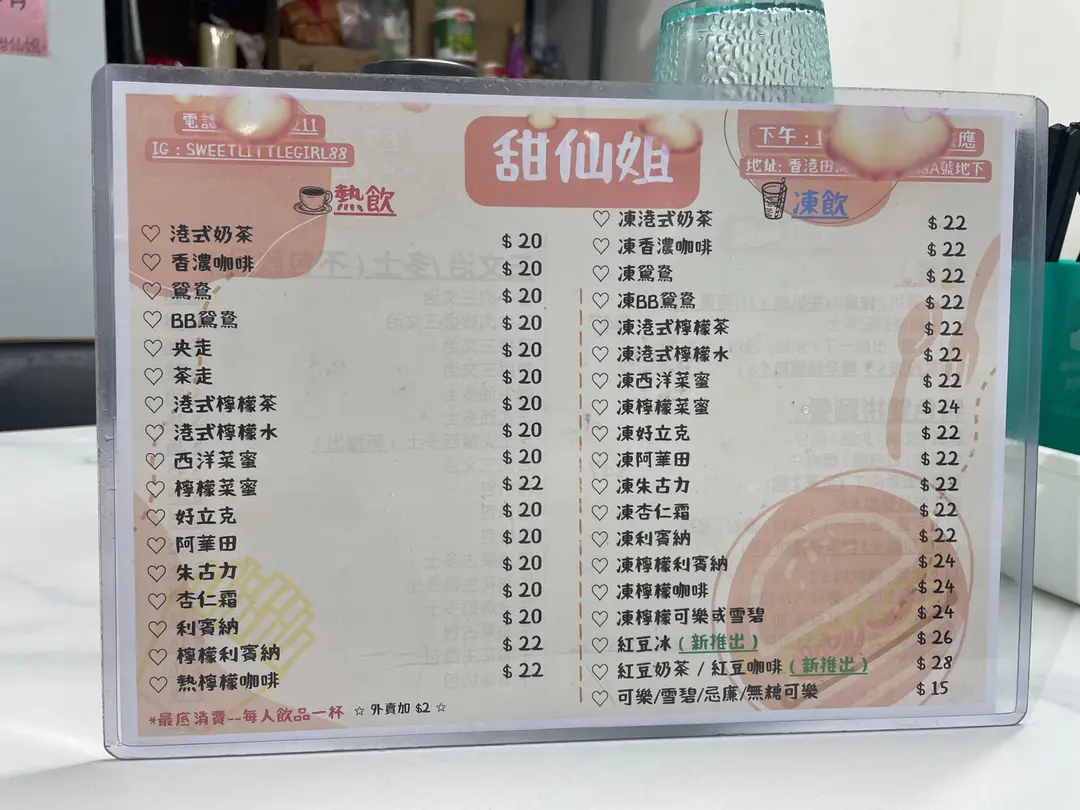 甜仙姐
電話 211
IG：SWEETLITTLEGIRL88
下午：1 應
地址：香港田 8A號地下
熱飲
港式奶茶 $20
香濃咖啡 $20
鴛鴦 $20
BB鴛鴦 $20
央走 $20
茶走 $20
港式檸檬茶 $20
港式檸檬水 $20
西洋菜蜜 $20
檸檬菜蜜 $22
好立克 $20
阿華田 $20
朱古力 $20
杏仁霜 $20
利賓納 $20
檸檬利賓納 $22
熱檸檬咖啡 $22
*最底消費--每人飲品一杯 ☆ 外賣加 $2 ☆
凍飲
凍港式奶茶 $22
凍香濃咖啡 $22
凍鴛鴦 $22
凍BB鴛鴦 $22
凍港式檸檬茶 $22
凍港式檸檬水 $22
凍西洋菜蜜 $22
凍檸檬菜蜜 $24
凍好立克 $22
凍阿華田 $22
凍朱古力 $22
凍杏仁霜 $22
凍利賓納 $22
凍檸檬利賓納 $24
凍檸檬咖啡 $24
凍檸檬可樂或雪碧 $24
紅豆冰（新推出） $26
紅豆奶茶 / 紅豆咖啡（新推出） $28
可樂/雪碧/忌廉/無糖可樂 $15